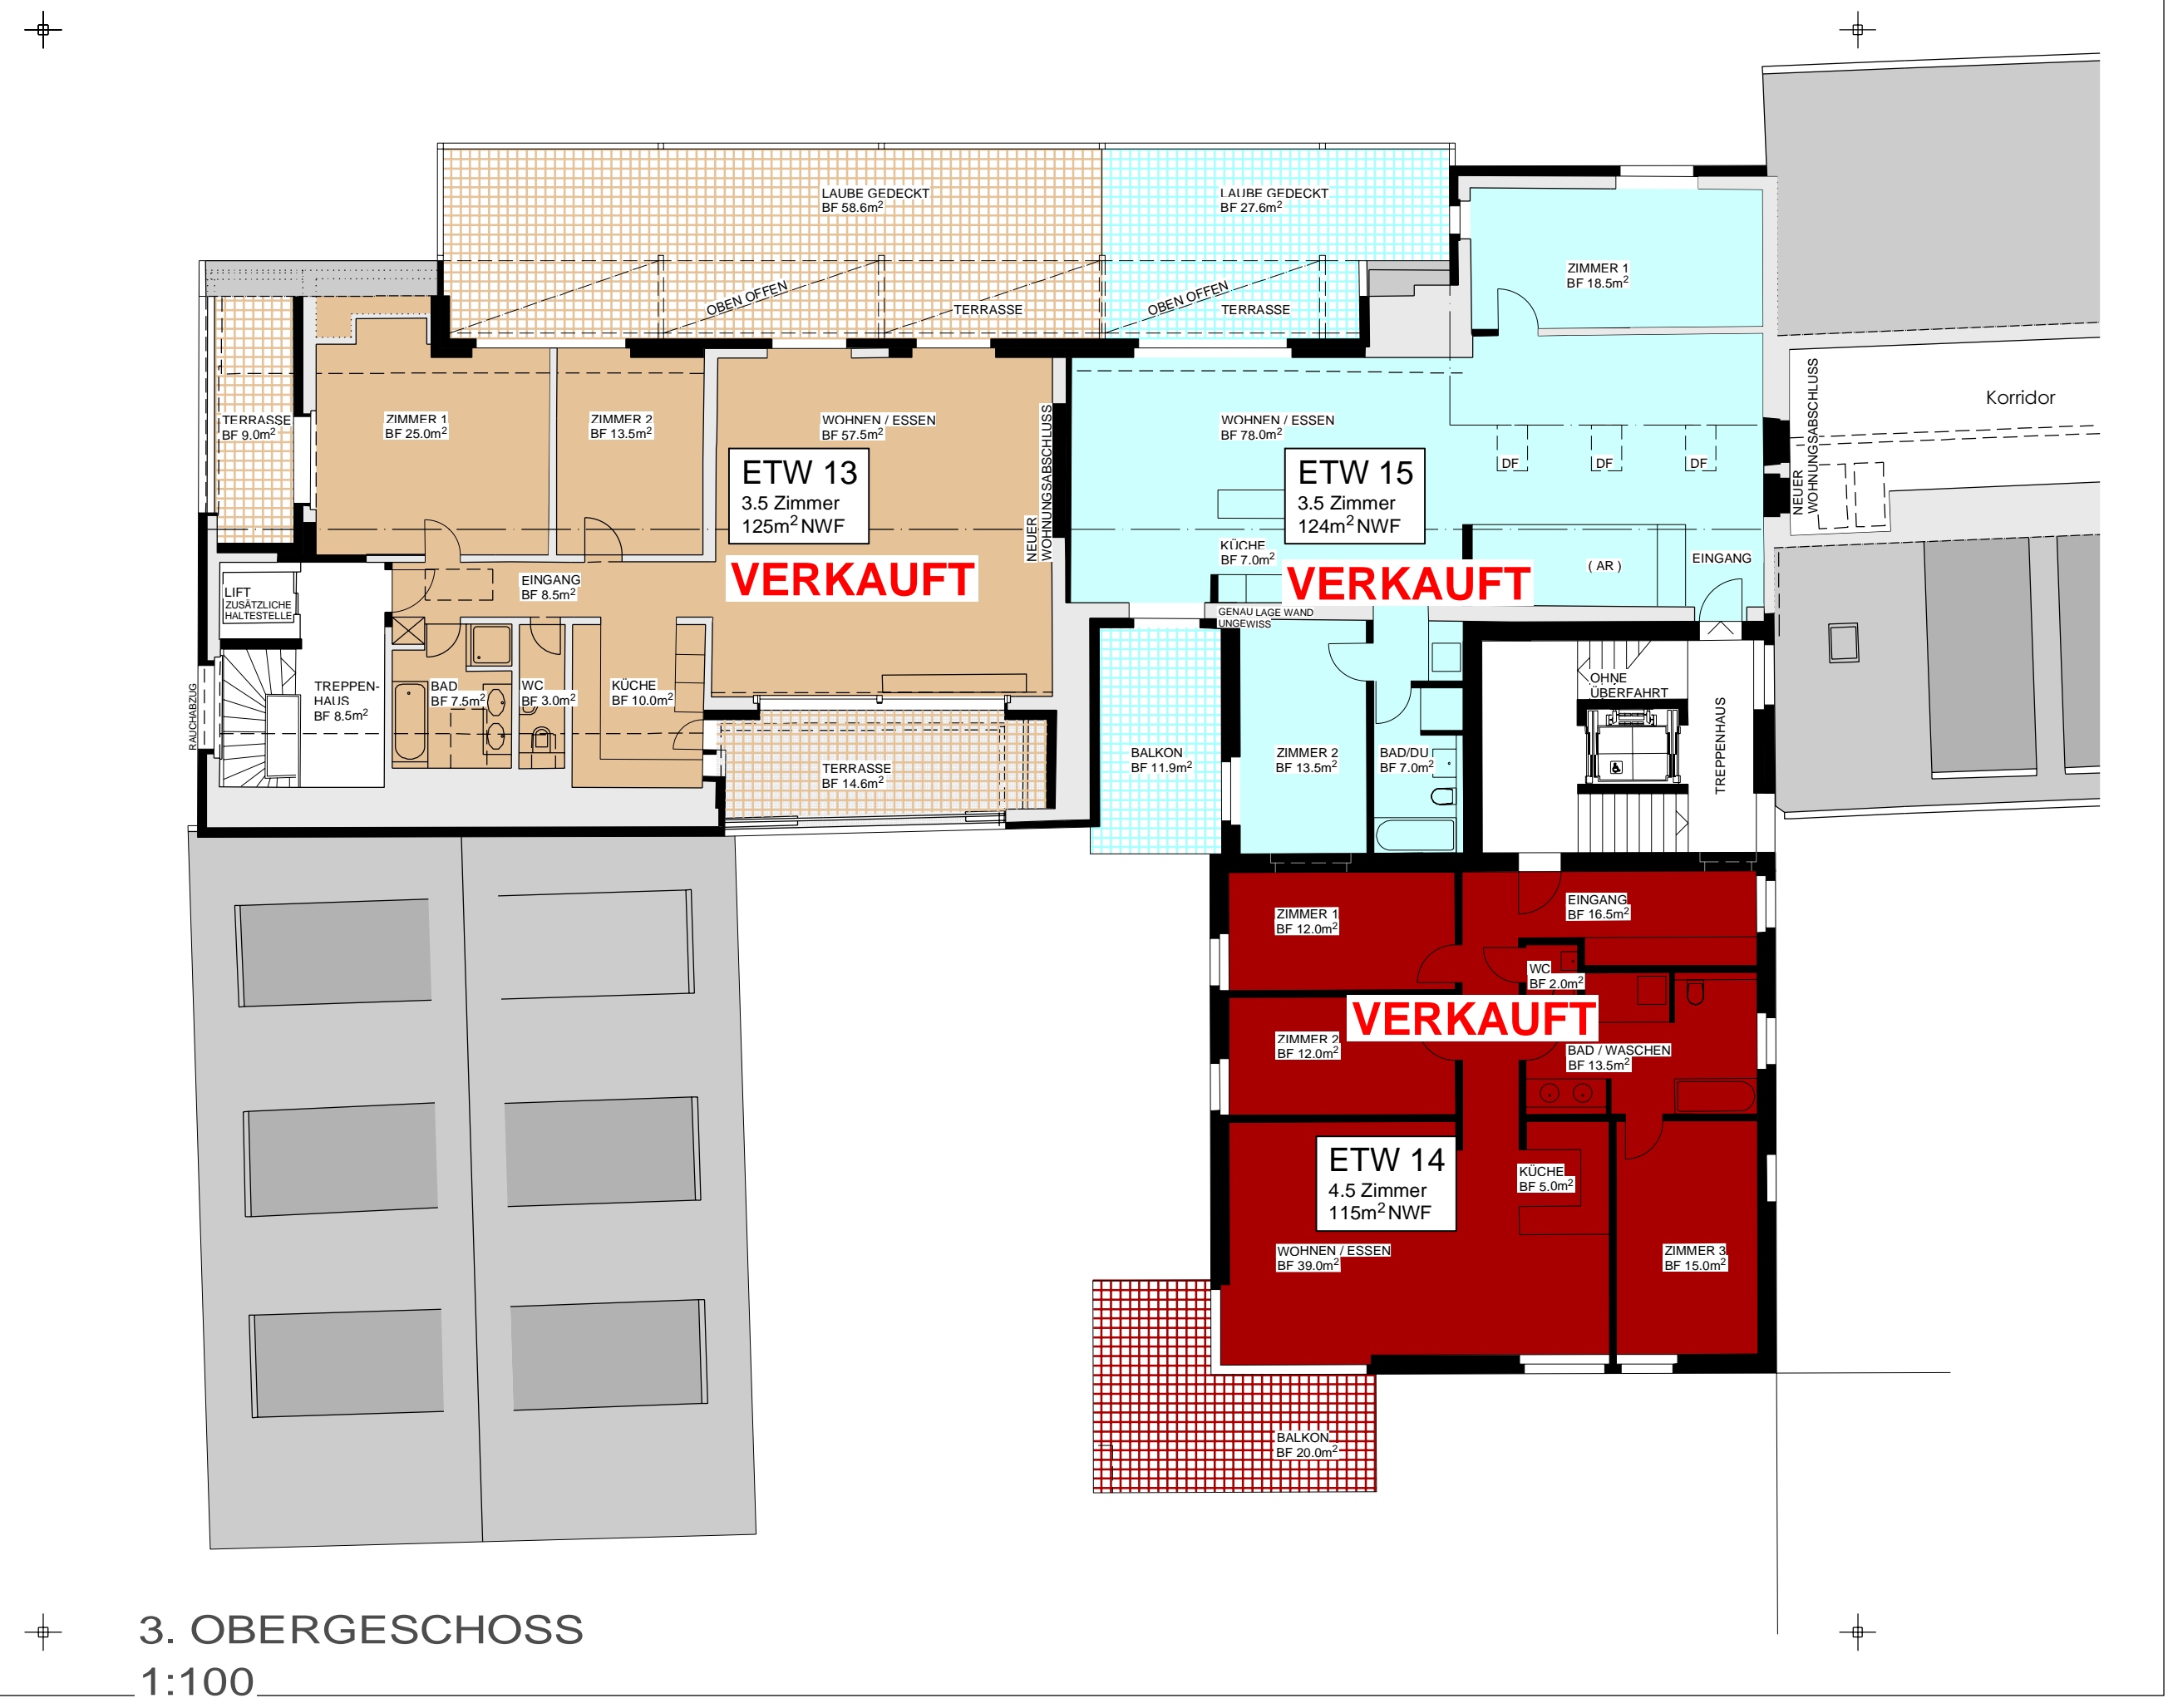 LAUBE GEDECKT
BF 58.6m²
LAUBE GEDECKT
BF 27.6m²
ZIMMER 1
BF 18.5m²
OBEN OFFEN
TERRASSE
OBEN OFFEN
TERRASSE
Korridor
NEUER
WOHNUNGSABSCHLUSS
TERRASSE
BF 9.0m²
ZIMMER 1
BF 25.0m²
ZIMMER 2
BF 13.5m²
WOHNEN / ESSEN
BF 57.5m²
ETW 13
3.5 Zimmer
125m² NWF
VERKAUFT
NEUER
WOHNUNGSABSCHLUSS
WOHNEN / ESSEN
BF 78.0m²
ETW 15
3.5 Zimmer
124m² NWF
VERKAUFT
DF
DF
DF
KÜCHE
BF 7.0m²
( AR )
EINGANG
LIFT
ZUSÄTZLICHE
HALTESTELLE
EINGANG
BF 8.5m²
GENAU LAGE WAND
UNGEWISS
RAUCHABZUG
TREPPEN-
HAUS
BF 8.5m²
BAD
BF 7.5m²
WC
BF 3.0m²
KÜCHE
BF 10.0m²
TERRASSE
BF 14.6m²
BALKON
BF 11.9m²
ZIMMER 2
BF 13.5m²
BAD/DU
BF 7.0m²
OHNE
ÜBERFAHRT
TREPPENHAUS
ZIMMER 1
BF 12.0m²
EINGANG
BF 16.5m²
WC
BF 2.0m²
VERKAUFT
ZIMMER 2
BF 12.0m²
BAD / WASCHEN
BF 13.5m²
ETW 14
4.5 Zimmer
115m² NWF
KÜCHE
BF 5.0m²
WOHNEN / ESSEN
BF 39.0m²
ZIMMER 3
BF 15.0m²
BALKON
BF 20.0m²
3. OBERGESCHOSS
1:100